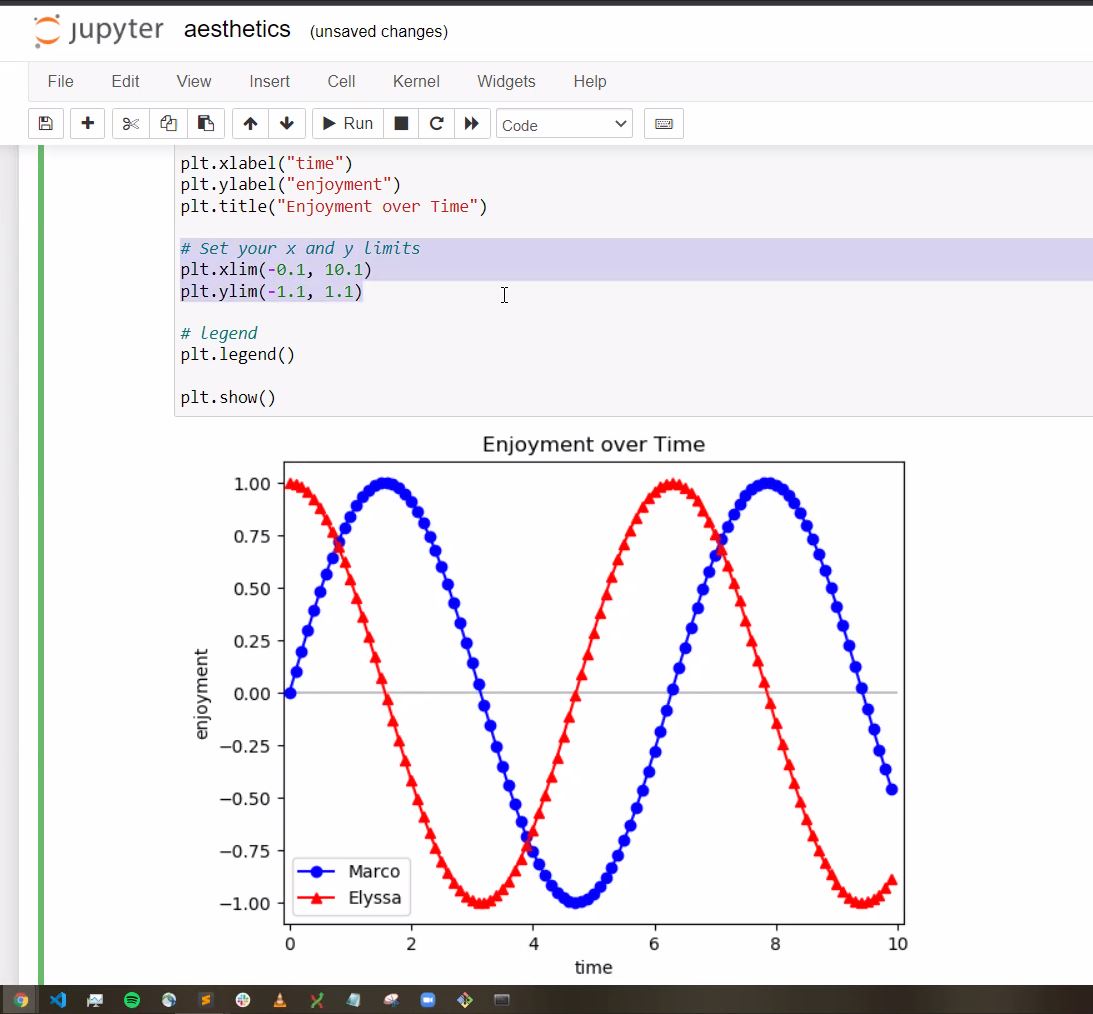 jupyter aesthetics (unsaved changes)
File Edit View Insert Cell Kernel Widgets Help
Run Code
plt.xlabel("time")
plt.ylabel("enjoyment")
plt.title("Enjoyment over Time")
# Set your x and y limits
plt.xlim(-0.1, 10.1)
plt.ylim(-1.1, 1.1)
# legend
plt.legend()
plt.show()
Enjoyment over Time
1.00
0.75
0.50
0.25
0.00
−0.25
−0.50
−0.75
−1.00
enjoyment
Marco
Elyssa
0 2 4 6 8 10
time